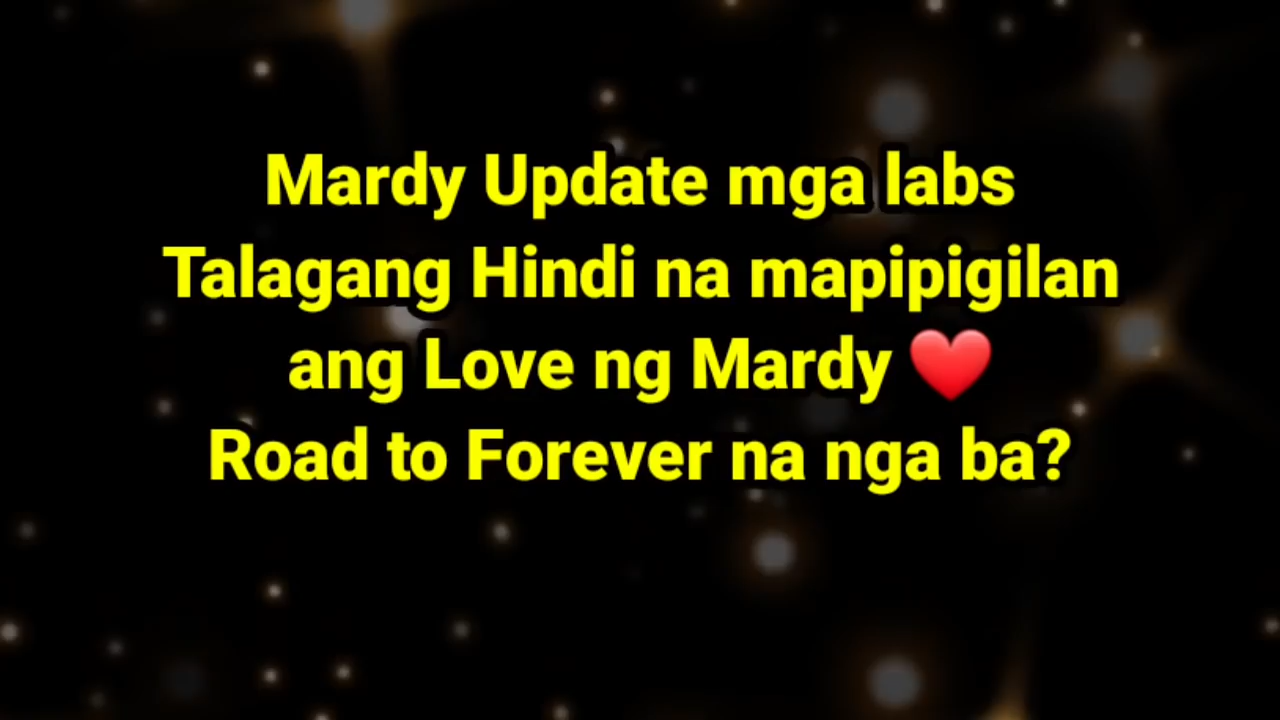 Mardy Update mga labs
Talagang Hindi na mapipigilan
ang Love ng Mardy ❤️
Road to Forever na nga ba?